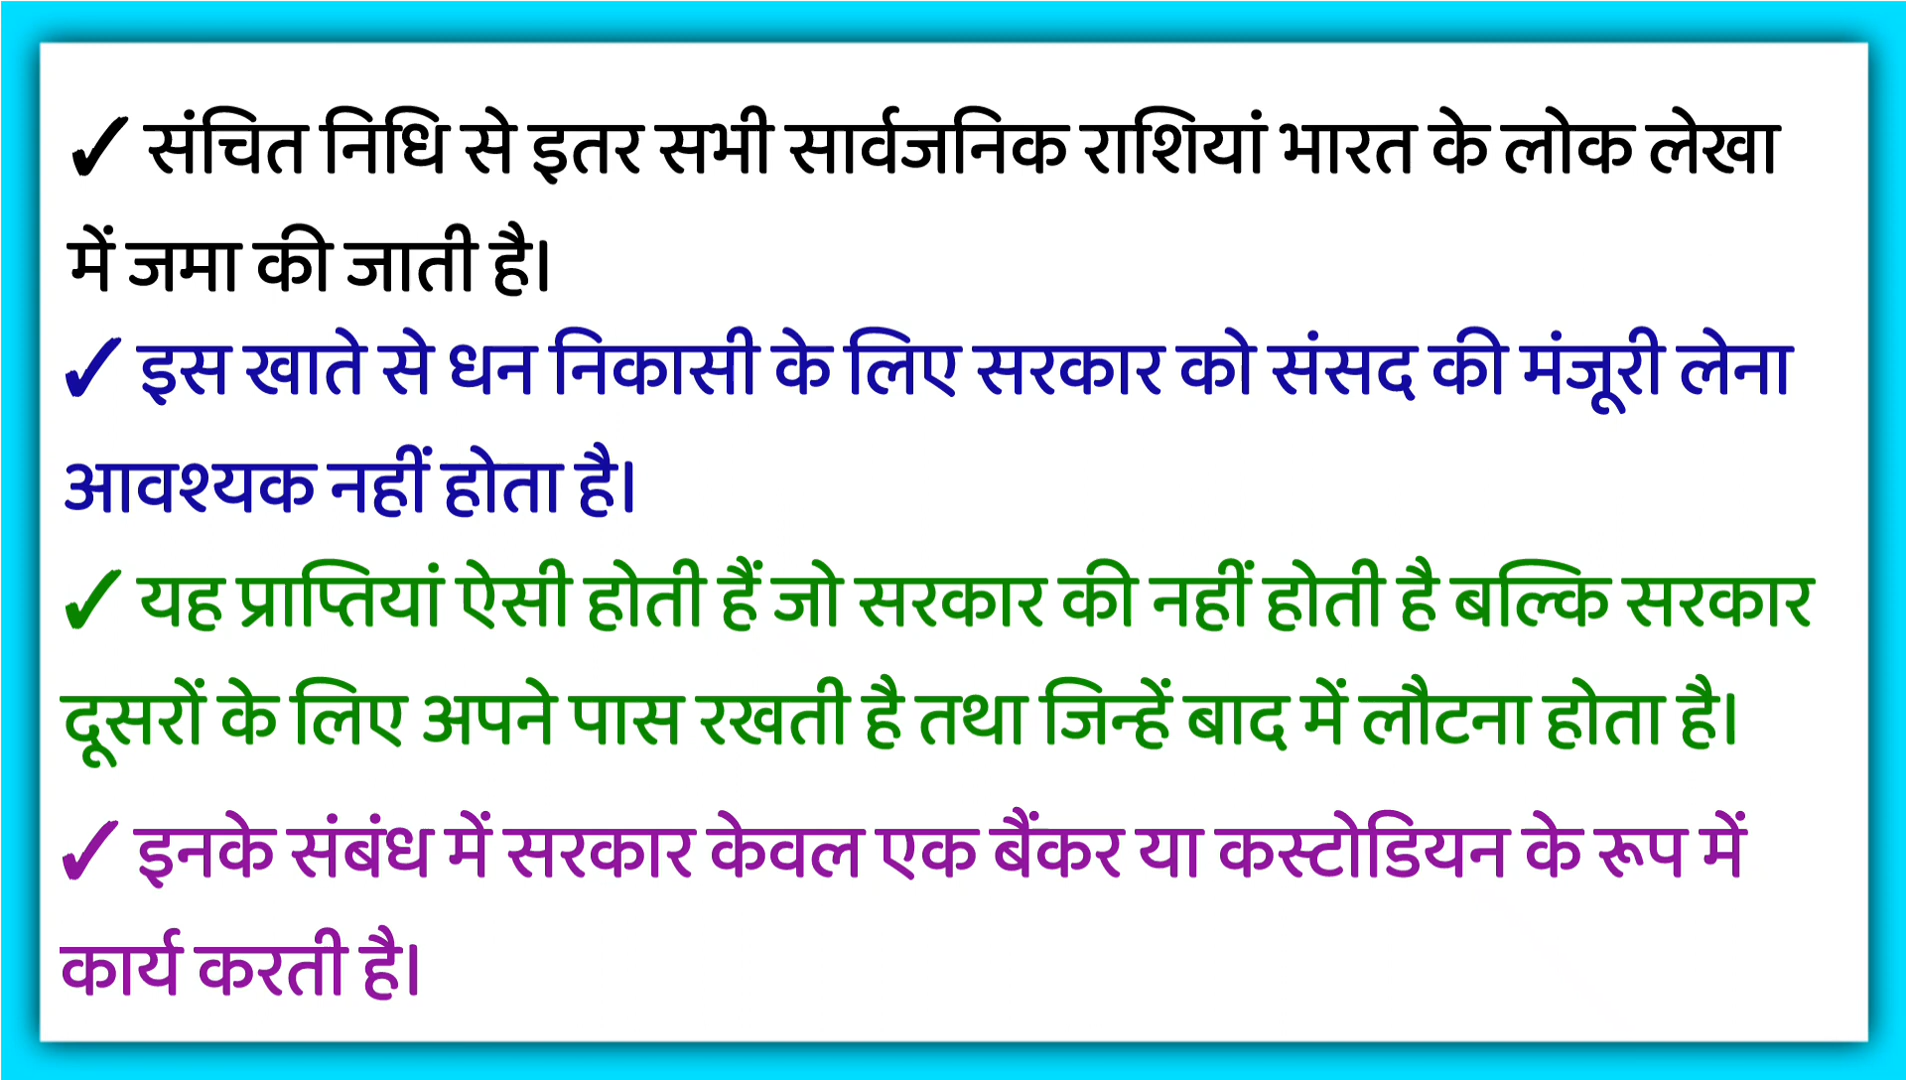 ✓ संचित निधि से इतर सभी सार्वजनिक राशियां भारत के लोक लेखा
में जमा की जाती है।
✓ इस खाते से धन निकासी के लिए सरकार को संसद की मंजूरी लेना
आवश्यक नहीं होता है।
✓ यह प्राप्तियां ऐसी होती हैं जो सरकार की नहीं होती है बल्कि सरकार
दूसरों के लिए अपने पास रखती है तथा जिन्हें बाद में लौटना होता है।
✓ इनके संबंध में सरकार केवल एक बैंकर या कस्टोडियन के रूप में
कार्य करती है।